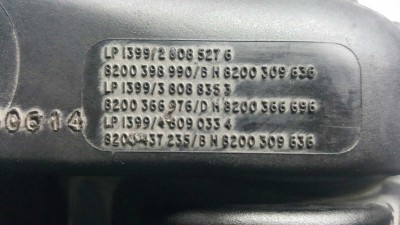 LP 1399/2 808 527 6
8200 398 990/B H 8200 309 636
LP 1399/3 808 835 3
8200 366 976/D H 8200 366 696
LP 1399/4 609 033 4
8200 437 235/B H 8200 309 636
0614